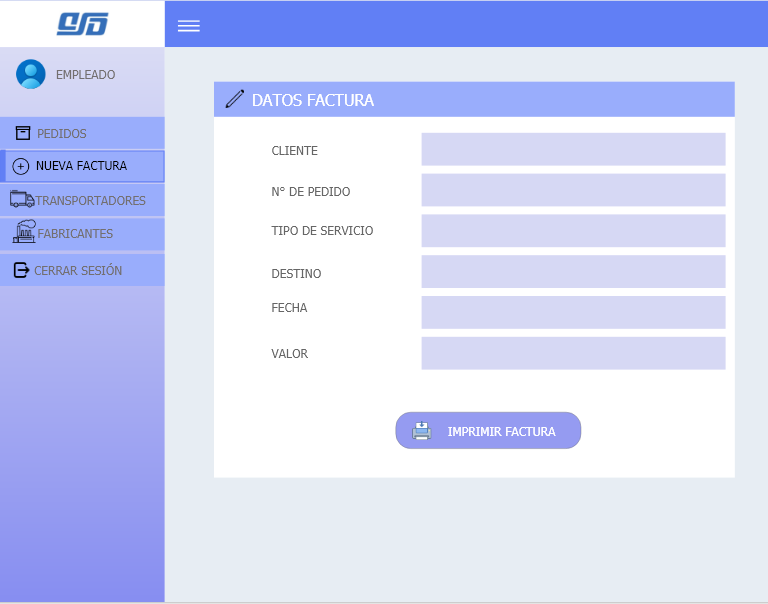 EMPLEADO
PEDIDOS
NUEVA FACTURA
TRANSPORTADORES
FABRICANTES
CERRAR SESIÓN
DATOS FACTURA
CLIENTE
N° DE PEDIDO
TIPO DE SERVICIO
DESTINO
FECHA
VALOR
IMPRIMIR FACTURA